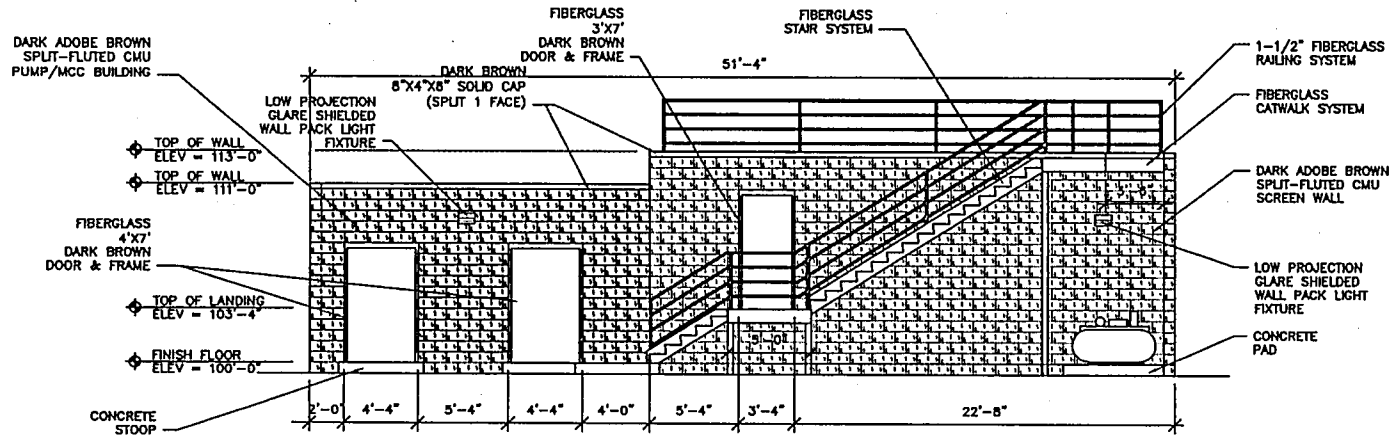 DARK ADOBE BROWN
SPLIT-FLUTED CMU
PUMP/MCC BUILDING
FIBERGLASS
3'X7'
DARK BROWN
DOOR & FRAME
FIBERGLASS
STAIR SYSTEM
1-1/2" FIBERGLASS
RAILING SYSTEM
51'-4"
DARK BROWN
8"X4"X8" SOLID CAP
(SPLIT 1 FACE)
FIBERGLASS
CATWALK SYSTEM
LOW PROJECTION
GLARE SHIELDED
WALL PACK LIGHT
FIXTURE
TOP OF WALL
ELEV = 113'-0"
TOP OF WALL
ELEV = 111'-0"
DARK ADOBE BROWN
SPLIT-FLUTED CMU
SCREEN WALL
FIBERGLASS
4'X7'
DARK BROWN
DOOR & FRAME
LOW PROJECTION
GLARE SHIELDED
WALL PACK LIGHT
FIXTURE
TOP OF LANDING
ELEV = 103'-4"
5'-0"
CONCRETE
PAD
FINISH FLOOR
ELEV = 100'-0"
CONCRETE
STOOP
2'-0" 4'-4" 5'-4" 4'-4" 4'-0" 5'-4" 3'-4" 22'-8"